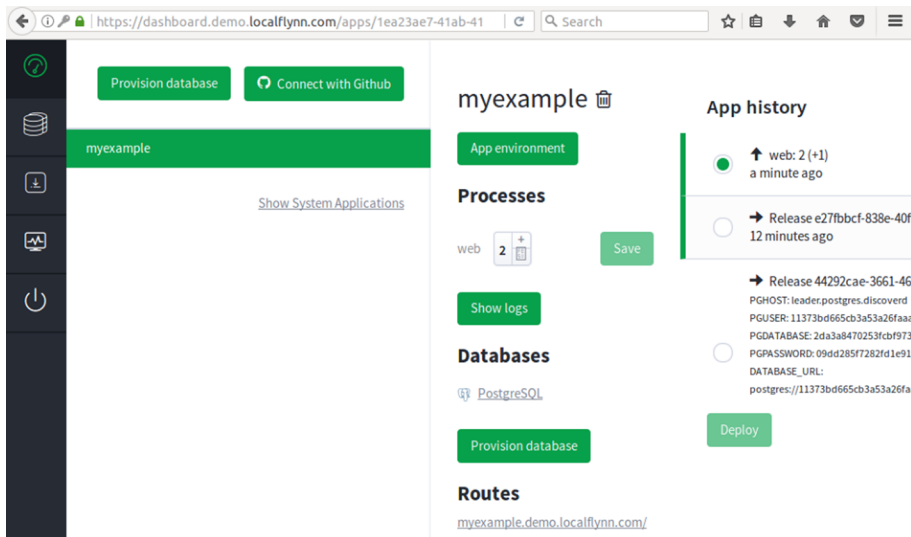 https://dashboard.demo.localflynn.com/apps/1ea23ae7-41ab-41
Search
Provision database
Connect with Github
myexample
Show System Applications
myexample
App environment
Processes
web 2
Save
Show logs
Databases
PostgreSQL
Provision database
Routes
myexample.demo.localflynn.com/
App history
web: 2 (+1)
a minute ago
Release e27fbbcf-838e-40f
12 minutes ago
Release 44292cae-3661-46
PGHOST: leader.postgres.discoverd
PGUSER: 11373bd665cb3a53a26faaa
PGDATABASE: 2da3a8470253fcbf973
PGPASSWORD: 09dd285f7282fd1e91
DATABASE_URL:
postgres://11373bd665cb3a53a26fa
Deploy